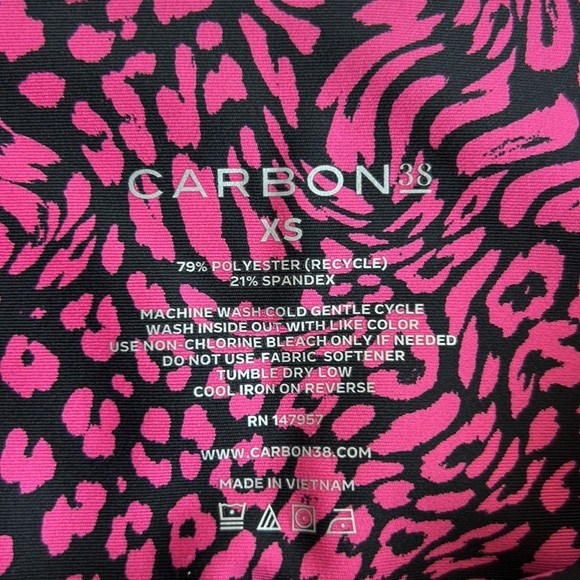 CARBON38
XS
79% POLYESTER (RECYCLE)
21% SPANDEX
MACHINE WASH COLD GENTLE CYCLE
WASH INSIDE OUT WITH LIKE COLOR
USE NON-CHLORINE BLEACH ONLY IF NEEDED
DO NOT USE FABRIC SOFTENER
TUMBLE DRY LOW
COOL IRON ON REVERSE
RN 147957
WWW.CARBON38.COM
MADE IN VIETNAM